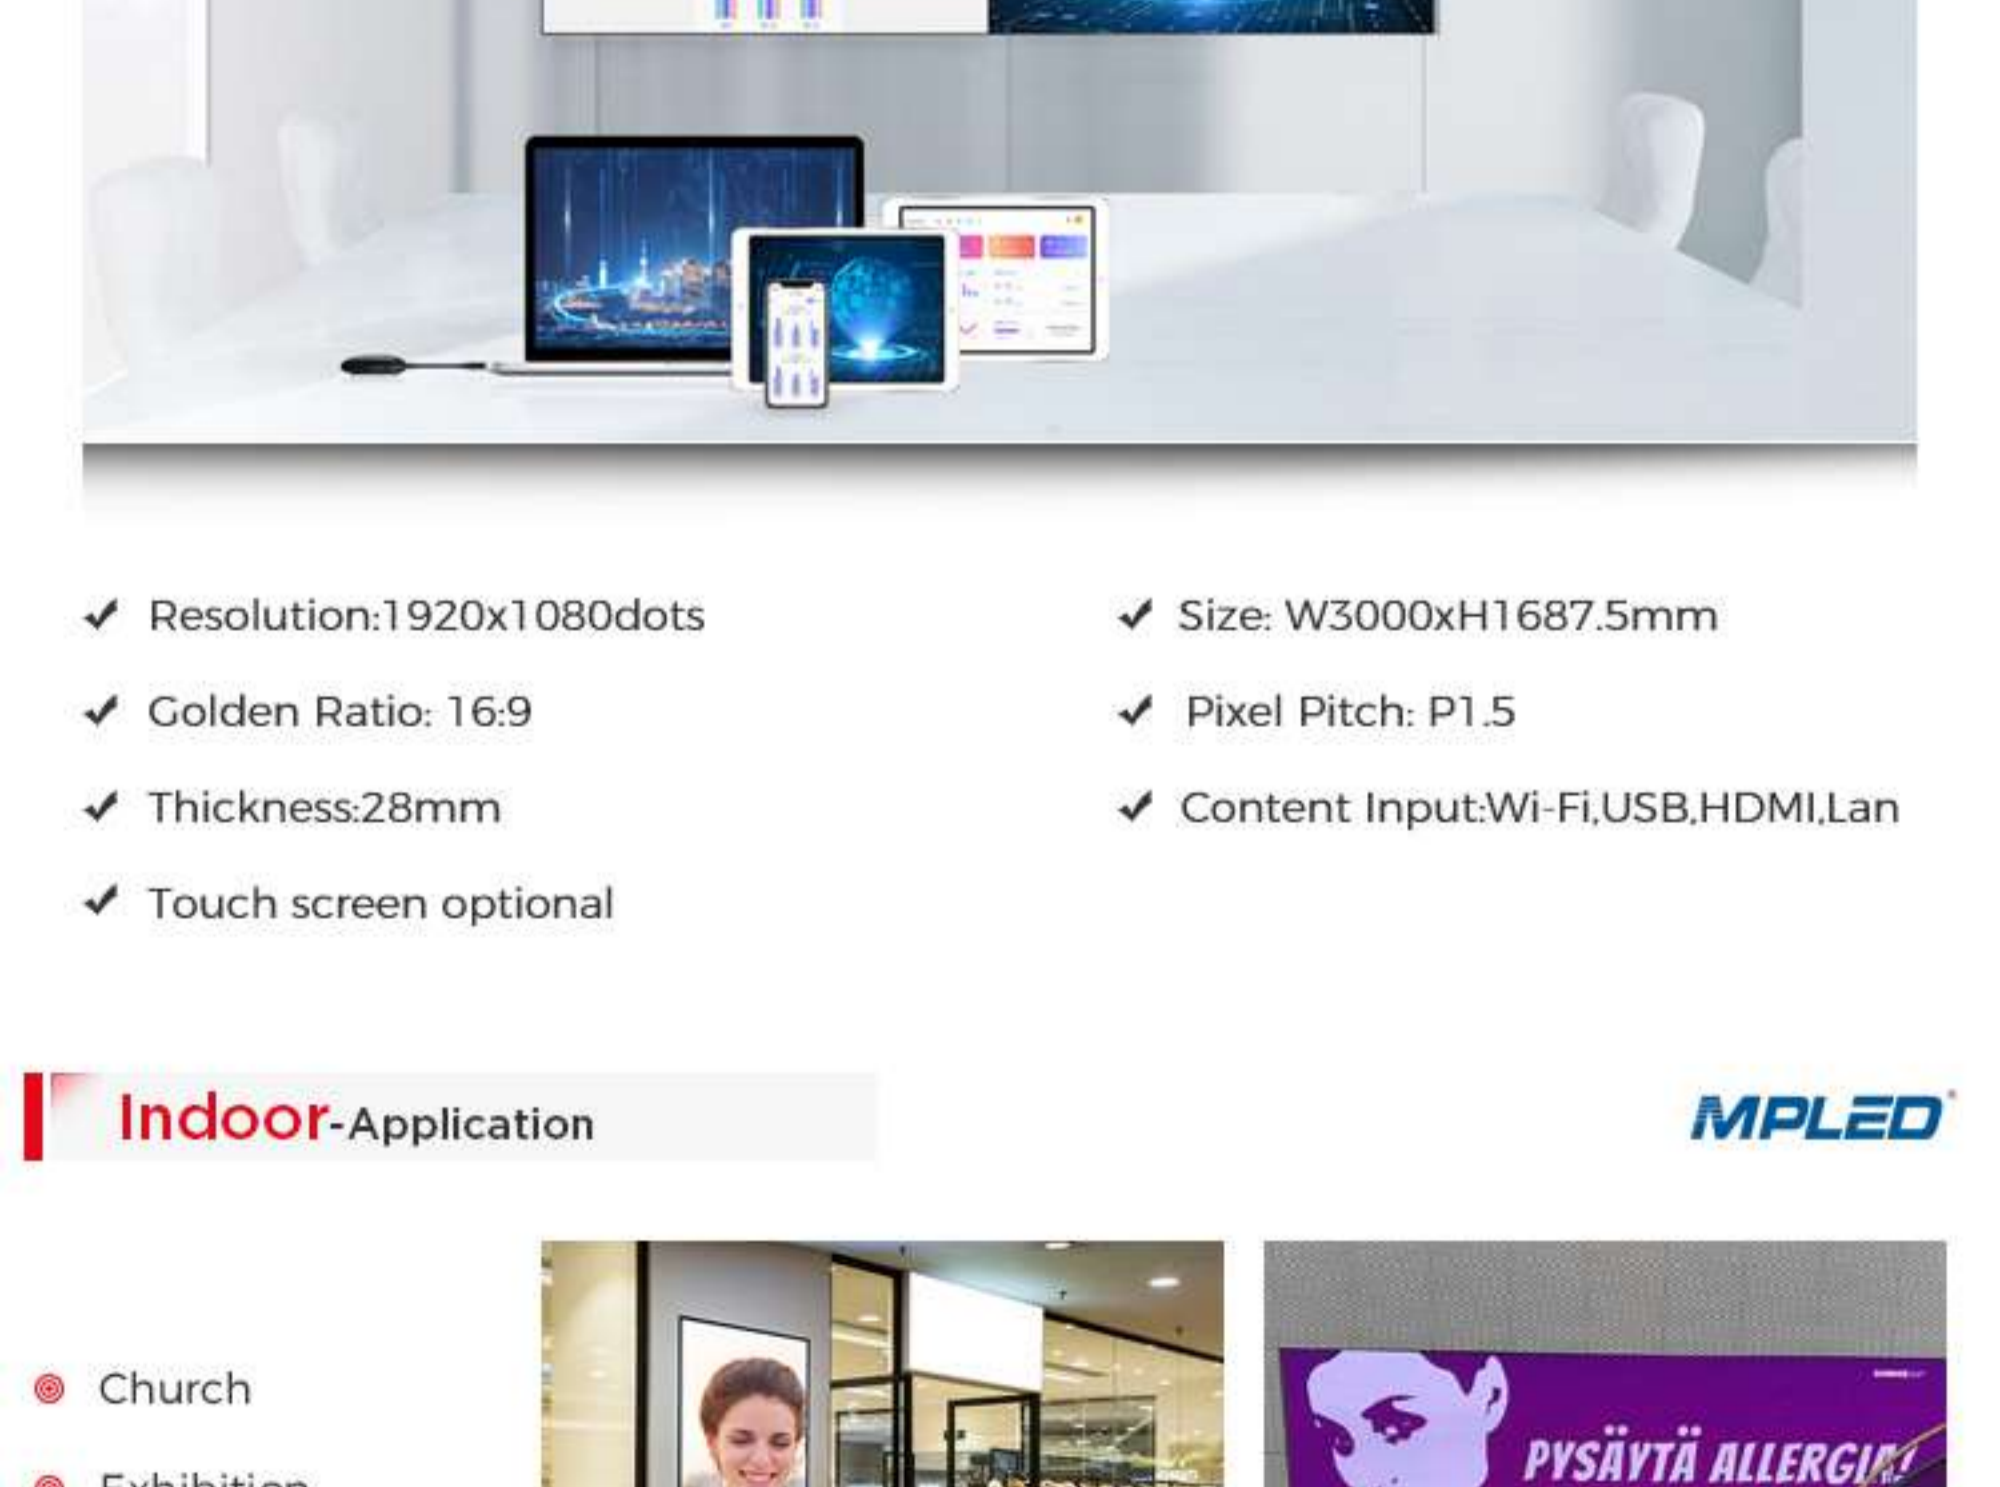 Resolution:1920x1080dots
Size: W3000xH1687.5mm
Golden Ratio: 16:9
Pixel Pitch: P1.5
Thickness:28mm
Content Input:Wi-Fi,USB,HDMI,Lan
Touch screen optional
Indoor-Application
MPLED
Church
Exhibition
PYSÄYTÄ ALLERGIA!